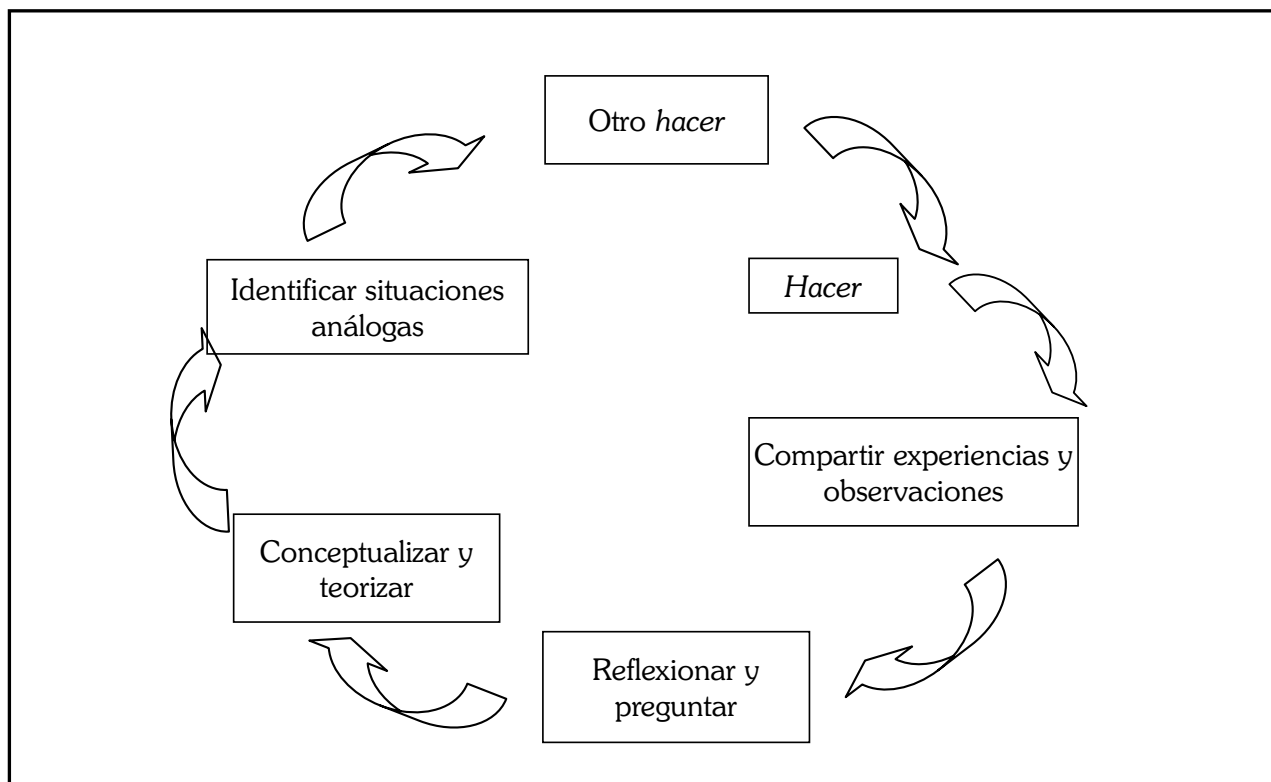 Otro hacer
Hacer
Identificar situaciones
análogas
Compartir experiencias y
observaciones
Conceptualizar y
teorizar
Reflexionar y
preguntar